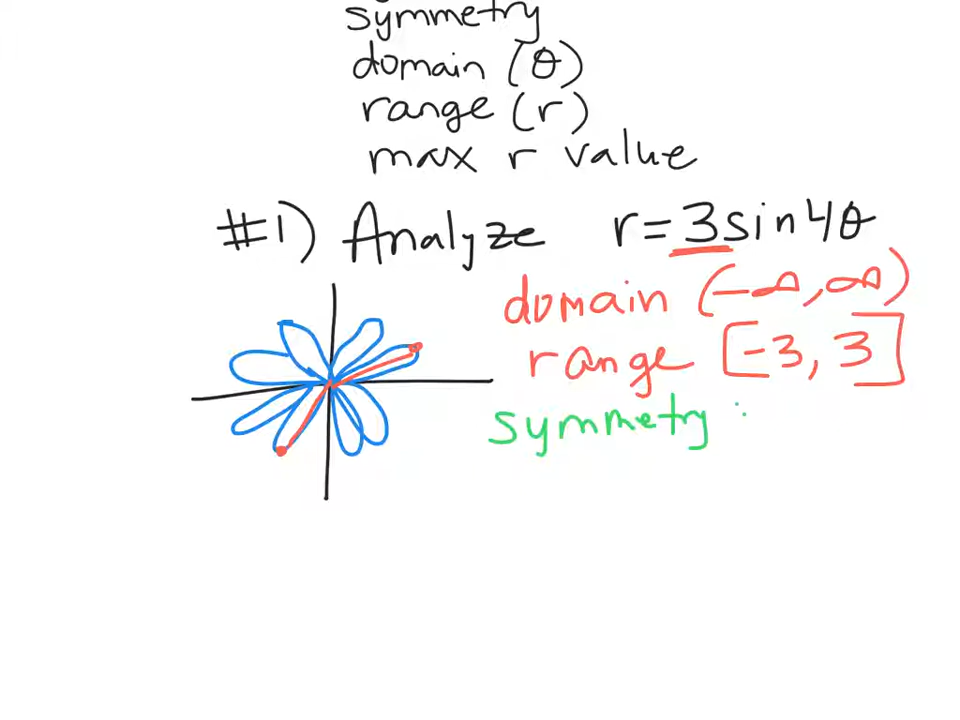 symmetry
domain (θ)
range (r)
max r value
#1) Analyze r = 3sin4θ
domain (-∞, ∞)
range [-3, 3]
symmetry :